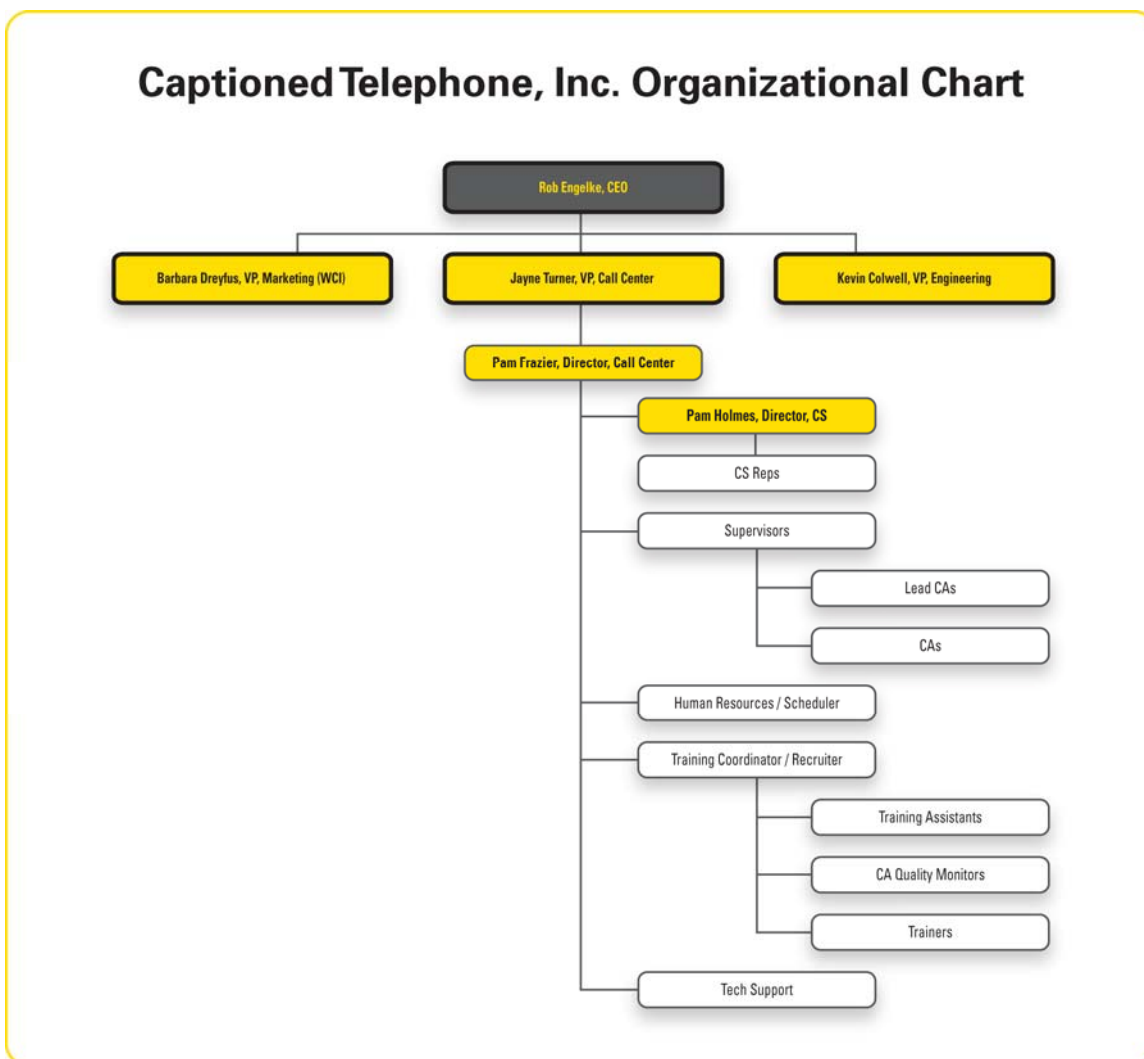 Captioned Telephone, Inc. Organizational Chart
Rob Engelke, CEO
Barbara Dreyfus, VP, Marketing (WCI)
Jayne Turner, VP, Call Center
Kevin Colwell, VP, Engineering
Pam Frazier, Director, Call Center
Pam Holmes, Director, CS
CS Reps
Supervisors
Lead CAs
CAs
Human Resources / Scheduler
Training Coordinator / Recruiter
Training Assistants
CA Quality Monitors
Trainers
Tech Support